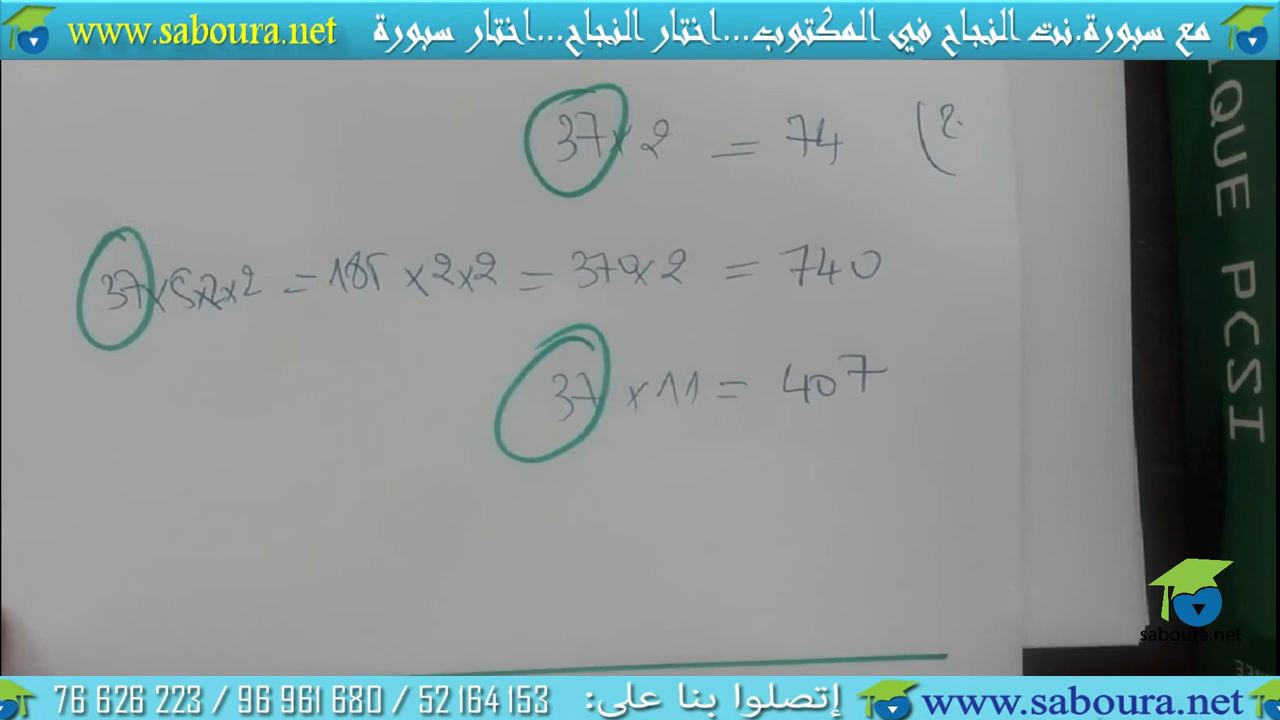 www.saboura.net مع سبورة.نت النجاح في المكتوب...اختار النجاح...اختار سبورة
37 × 2 = 74 (2.
37×5×2×2 = 185 ×2×2 = 370×2 = 740
37 × 11 = 407
IQUE PCSI
saboura.net
76 626 223 / 96 961 680 / 52 164 153 إتصلوا بنا على: www.saboura.net